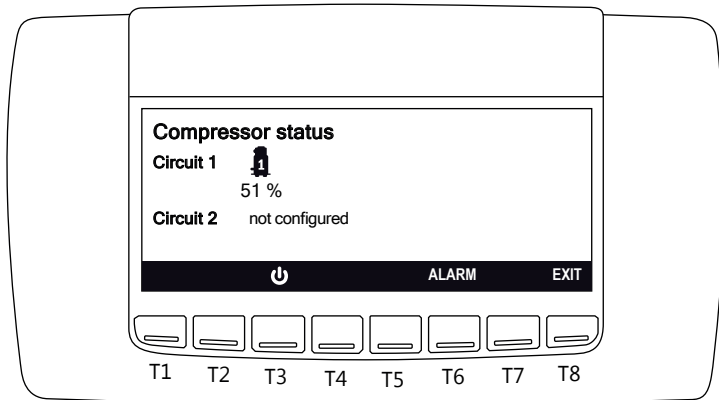 Compressor status
Circuit 1 1
51 %
Circuit 2 not configured
ALARM EXIT
T1 T2 T3 T4 T5 T6 T7 T8